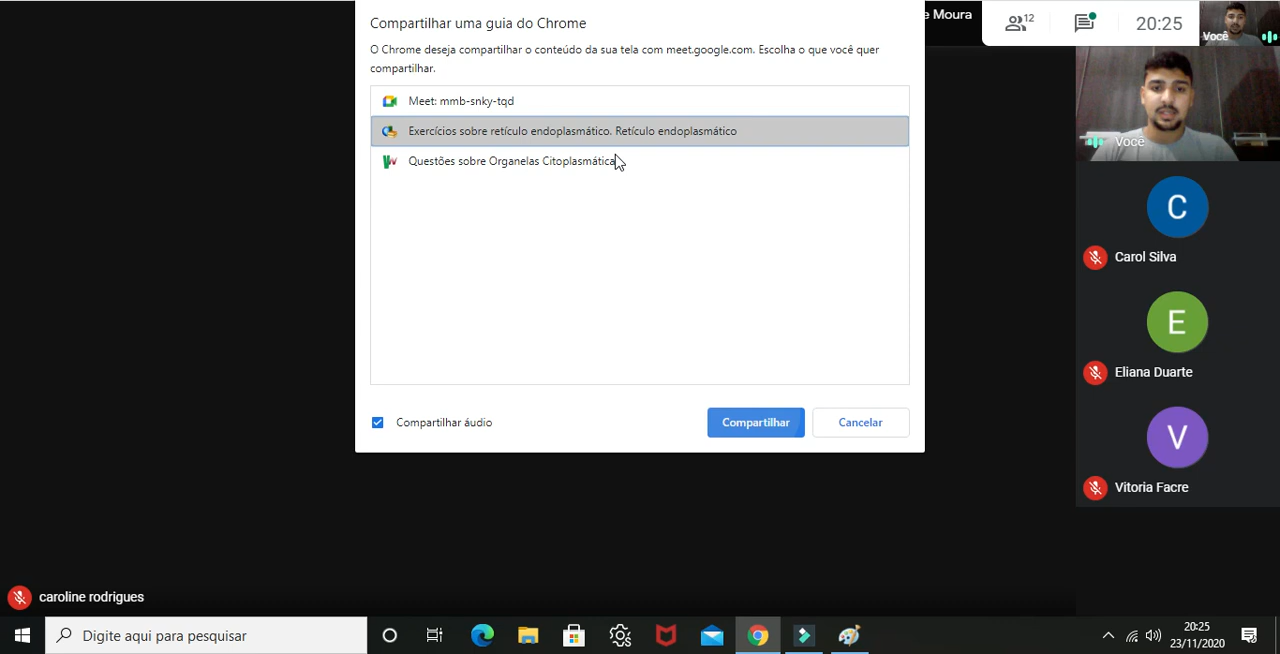 Compartilhar uma guia do Chrome
O Chrome deseja compartilhar o conteúdo da sua tela com meet.google.com. Escolha o que você quer
compartilhar.
Meet: mmb-snky-tqd
Exercícios sobre retículo endoplasmático. Retículo endoplasmático
Questões sobre Organelas Citoplasmática
Compartilhar áudio
Compartilhar
Cancelar
e Moura
12
20:25
Você
Você
C
Carol Silva
E
Eliana Duarte
V
Vitoria Facre
caroline rodrigues
Digite aqui para pesquisar
20:25
23/11/2020